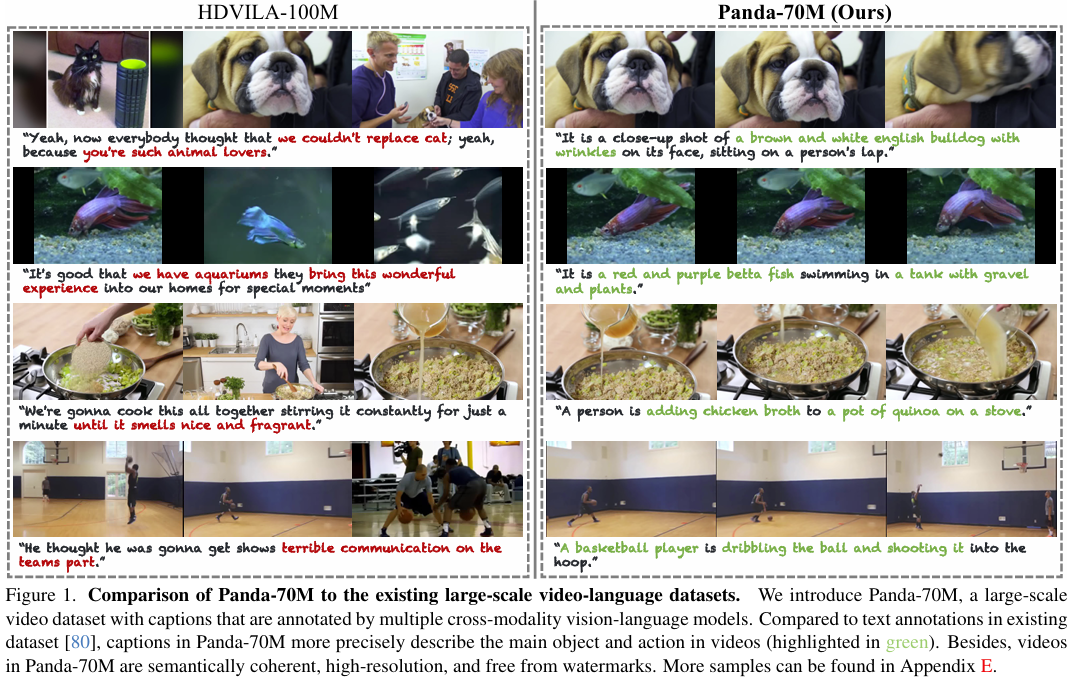 HDVILA-100M
"Yeah, now everybody thought that we couldn't replace cat; yeah,
because you're such animal lovers."
"It's good that we have aquariums they bring this wonderful
experience into our homes for special moments"
"We're gonna cook this all together stirring it constantly for just a
minute until it smells nice and fragrant."
"He thought he was gonna get shows terrible communication on the
teams part."
Panda-70M (Ours)
"It is a close-up shot of a brown and white english bulldog with
wrinkles on its face, sitting on a person's lap."
"It is a red and purple betta fish swimming in a tank with gravel
and plants."
"A person is adding chicken broth to a pot of quinoa on a stove."
"A basketball player is dribbling the ball and shooting it into the
hoop."
Figure 1. Comparison of Panda-70M to the existing large-scale video-language datasets. We introduce Panda-70M, a large-scale
video dataset with captions that are annotated by multiple cross-modality vision-language models. Compared to text annotations in existing
dataset [80], captions in Panda-70M more precisely describe the main object and action in videos (highlighted in green). Besides, videos
in Panda-70M are semantically coherent, high-resolution, and free from watermarks. More samples can be found in Appendix E.